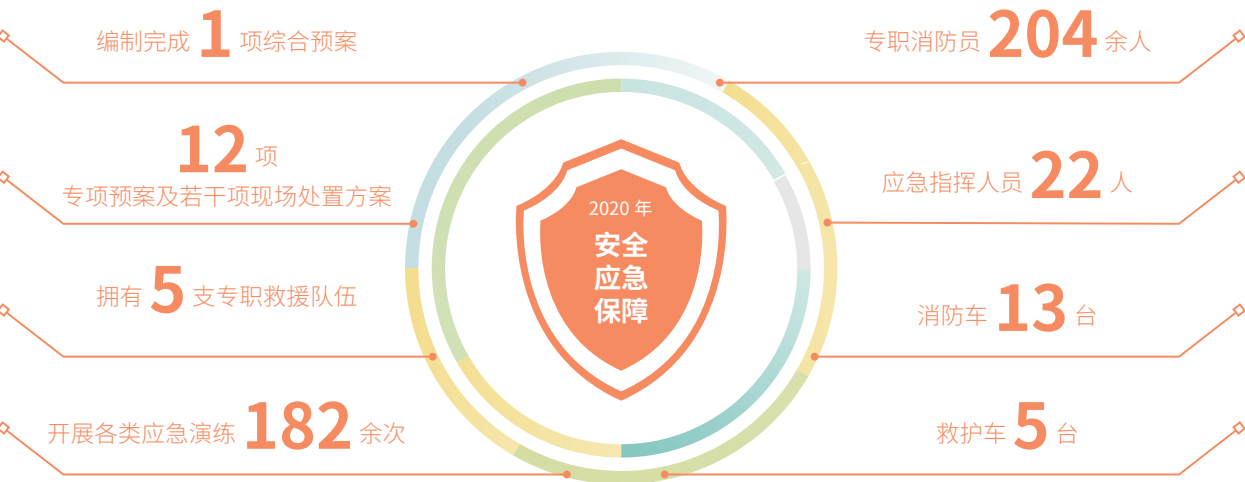 编制完成 1 项综合预案
12 项
专项预案及若干项现场处置方案
拥有 5 支专职救援队伍
开展各类应急演练 182 余次
2020 年
安全
应急
保障
专职消防员 204 余人
应急指挥人员 22 人
消防车 13 台
救护车 5 台